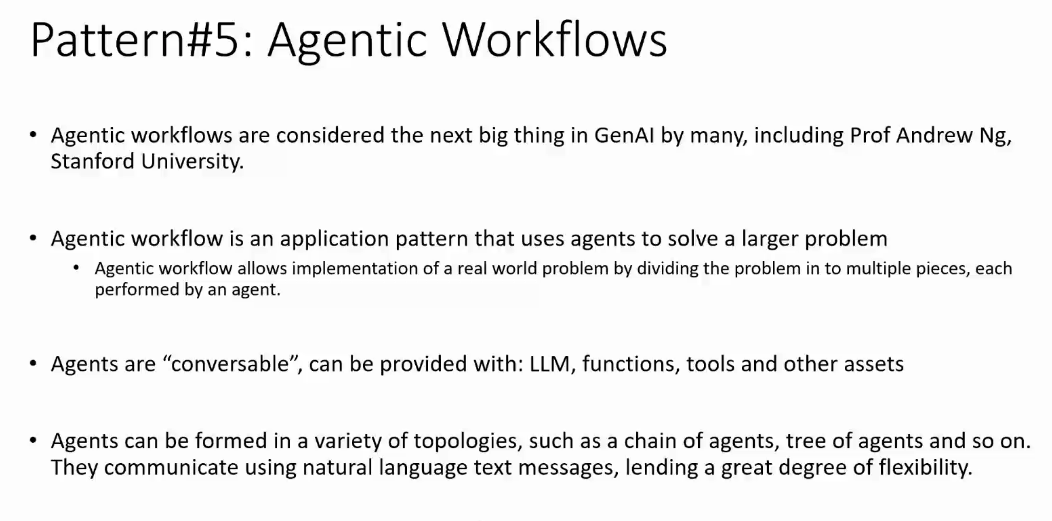 Pattern#5: Agentic Workflows
• Agentic workflows are considered the next big thing in GenAI by many, including Prof Andrew Ng,
Stanford University.
• Agentic workflow is an application pattern that uses agents to solve a larger problem
• Agentic workflow allows implementation of a real world problem by dividing the problem in to multiple pieces, each
performed by an agent.
• Agents are “conversable”, can be provided with: LLM, functions, tools and other assets
• Agents can be formed in a variety of topologies, such as a chain of agents, tree of agents and so on.
They communicate using natural language text messages, lending a great degree of flexibility.